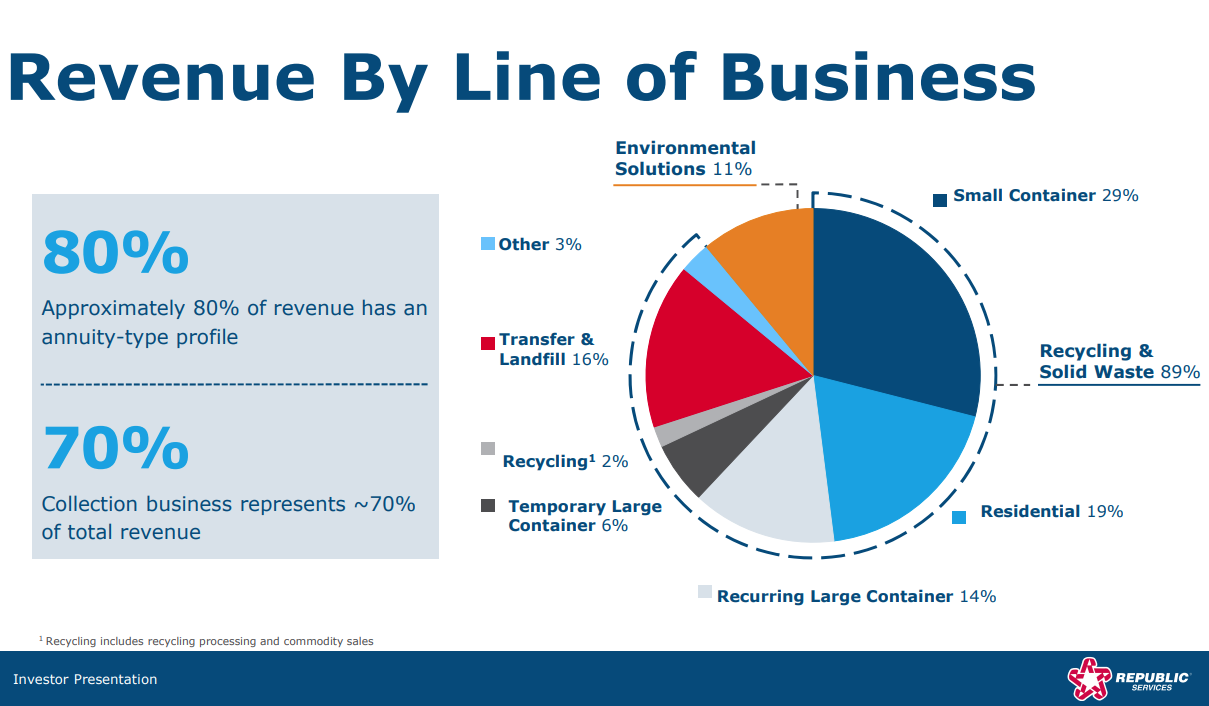 Revenue By Line of Business
80%
Approximately 80% of revenue has an
annuity-type profile
70%
Collection business represents ~70%
of total revenue
Environmental
Solutions 11%
Small Container 29%
Other 3%
Transfer &
Landfill 16%
Recycling &
Solid Waste 89%
Recycling¹ 2%
Temporary Large
Container 6%
Residential 19%
Recurring Large Container 14%
¹ Recycling includes recycling processing and commodity sales
Investor Presentation
REPUBLIC
SERVICES